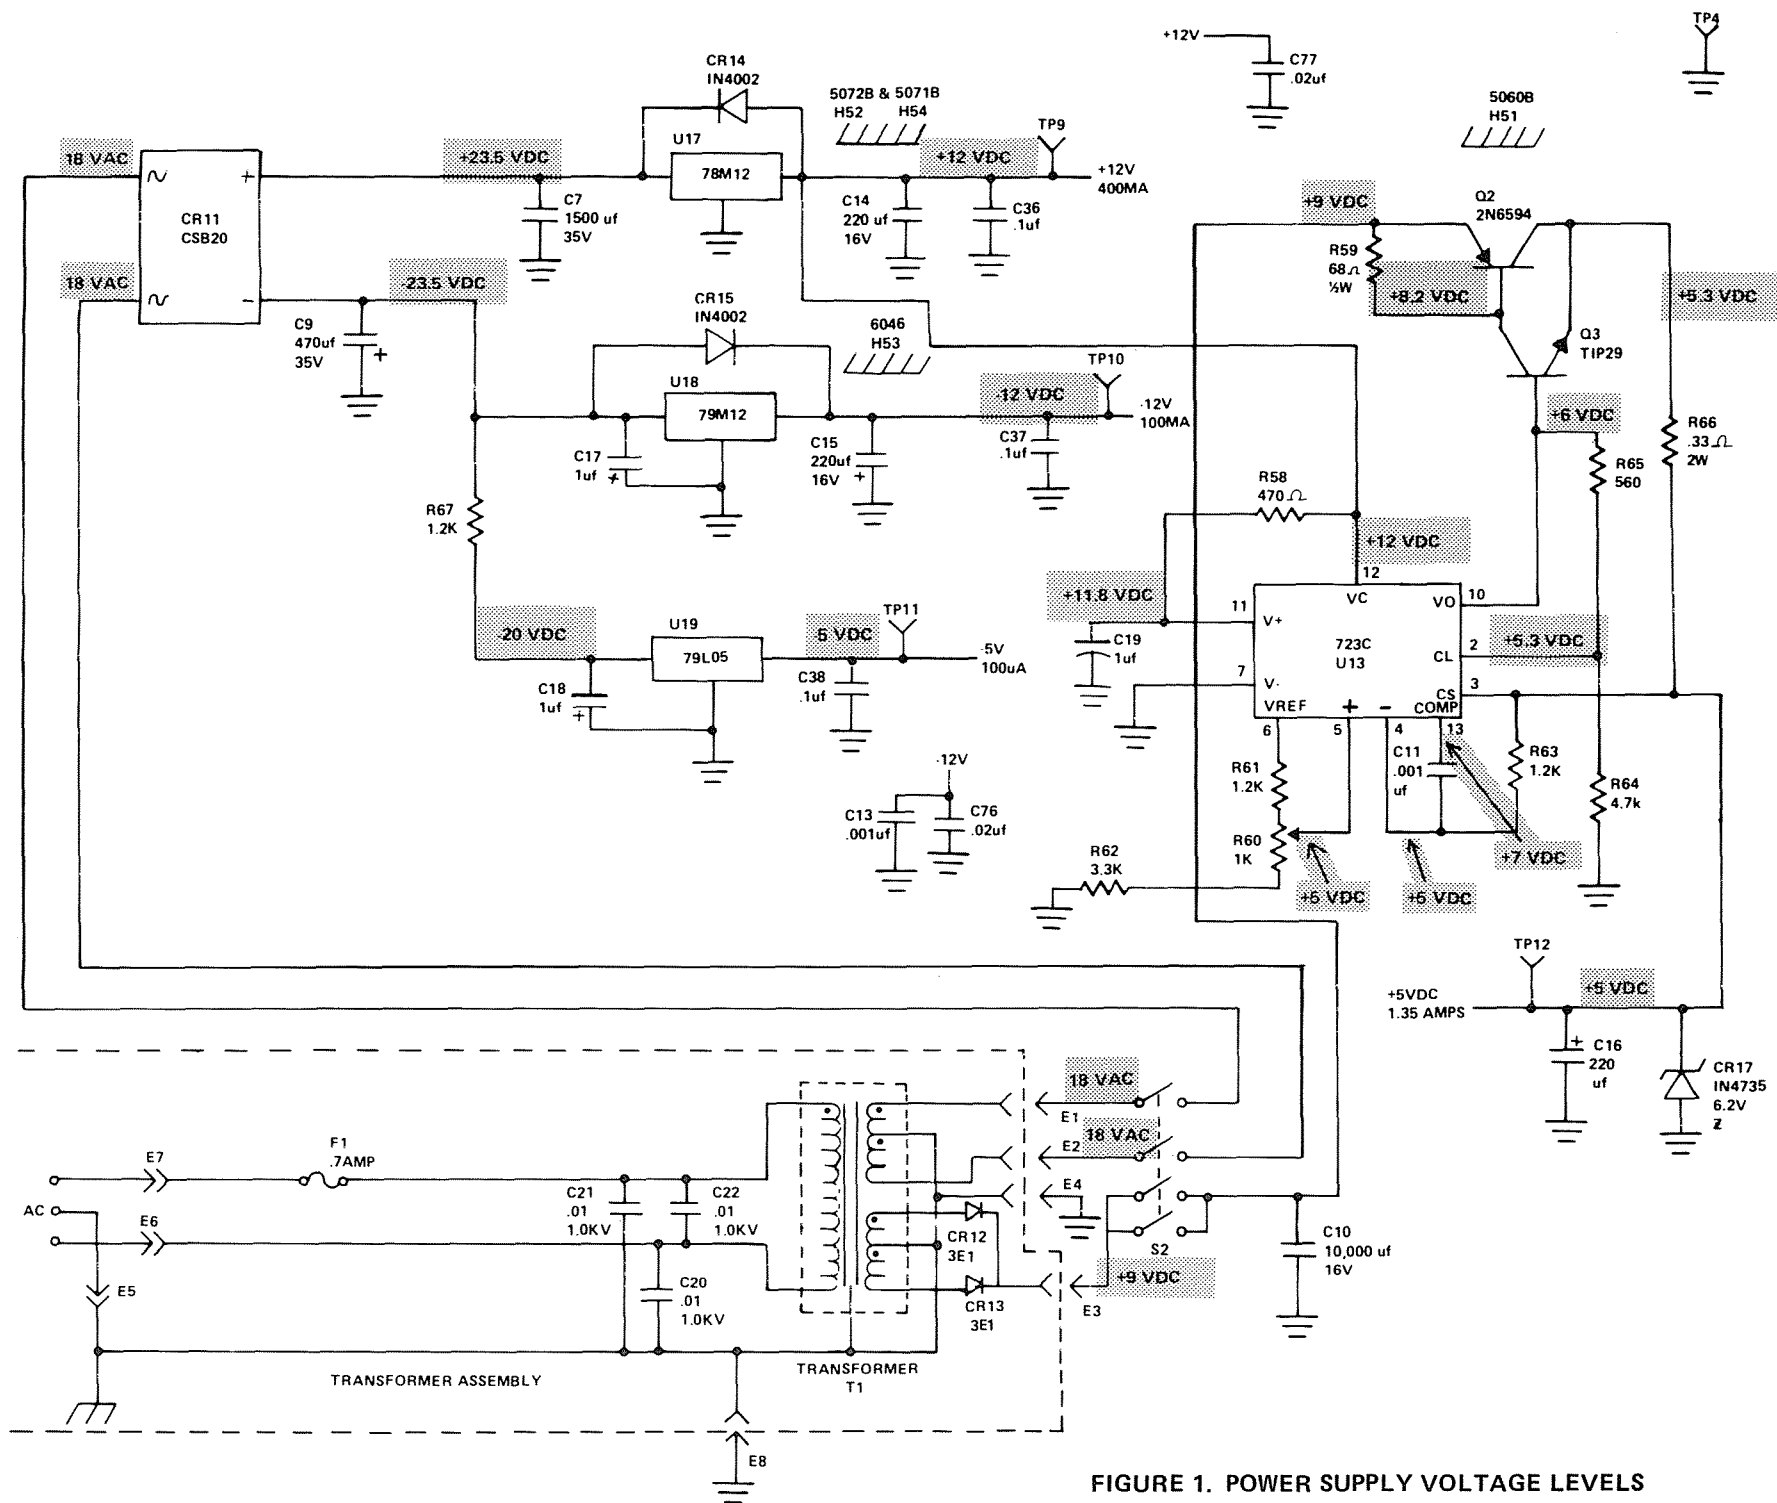 +12V
C77
.02uf
TP4
CR14
IN4002
5072B & 5071B
H52 H54
5060B
H51
TP9
U17
78M12
18 VAC
+23.5 VDC
+12 VDC
+12V
400MA
CR11
CSB20
+
-
C7
1500 uf
35V
C14
220 uf
16V
C36
.1uf
+9 VDC
Q2
2N6594
R59
68Ω
½W
+8.2 VDC
+5.3 VDC
18 VAC
-23.5 VDC
C9
470uf
35V
+
CR15
IN4002
6046
H53
Q3
TIP29
TP10
U18
79M12
-12 VDC
-12V
100MA
+6 VDC
R66
.33Ω
2W
C17
1uf
+
C15
220uf
16V
+
C37
.1uf
R65
560
R58
470Ω
R67
1.2K
+12 VDC
12
+11.8 VDC
11
V+
VC
VO
10
C19
1uf
723C
U13
CL
2
+5.3 VDC
7
V-
CS
3
VREF
+
-
COMP
6
5
4
13
-20 VDC
U19
79L05
-5 VDC
TP11
-5V
100uA
C18
1uf
+
C38
.1uf
R61
1.2K
C11
.001
uf
R63
1.2K
R64
4.7k
-12V
C13
.001uf
C76
.02uf
R60
1K
R62
3.3K
+7 VDC
+5 VDC
+5 VDC
TP12
+5VDC
1.35 AMPS
+5 VDC
+
C16
220
uf
CR17
IN4735
6.2V
Z
18 VAC
E1
18 VAC
E2
E4
E7
F1
.7AMP
C21
.01
1.0KV
C22
.01
1.0KV
AC
E6
CR12
3E1
S2
C10
10,000 uf
16V
+9 VDC
E3
E5
C20
.01
1.0KV
CR13
3E1
TRANSFORMER ASSEMBLY
TRANSFORMER
T1
E8
FIGURE 1. POWER SUPPLY VOLTAGE LEVELS